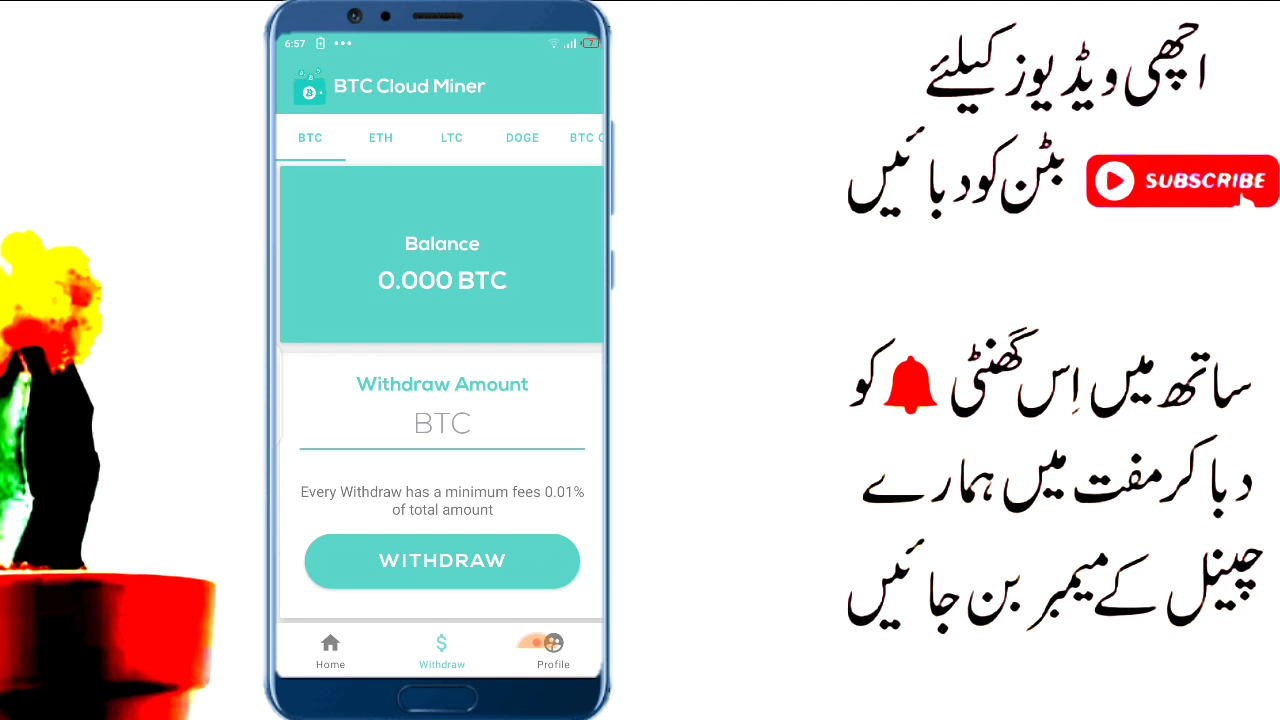 6:57
7
BTC Cloud Miner
BTC ETH LTC DOGE BTC C
Balance
0.000 BTC
Withdraw Amount
BTC
Every Withdraw has a minimum fees 0.01%
of total amount
WITHDRAW
Home Withdraw Profile
اچھی ویڈیوز کیلئے
SUBSCRIBE بٹن کو دبائیں
ساتھ میں اِس گھنٹی کو
دبا کر مفت میں ہمارے
چینل کے میمبر بن جائیں